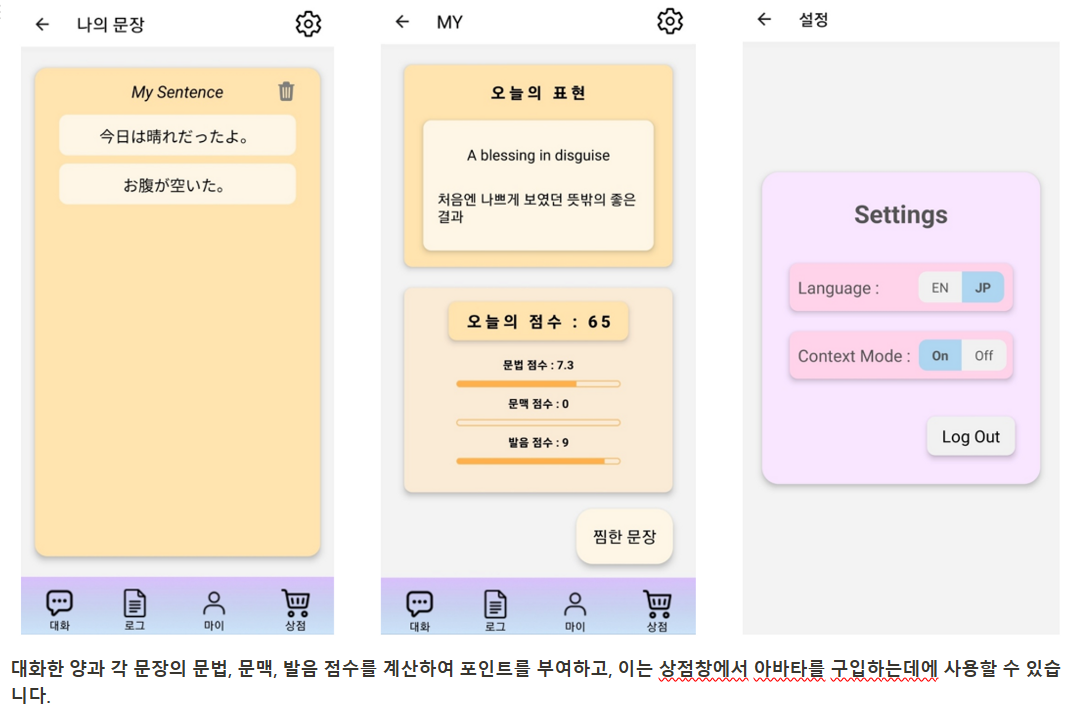 나의 문장
My Sentence
今日は晴れだったよ。
お腹が空いた。
대화
로그
마이
상점
MY
오늘의 표현
A blessing in disguise
처음엔 나쁘게 보였던 뜻밖의 좋은
결과
오늘의 점수 : 65
문법 점수 : 7.3
문맥 점수 : 0
발음 점수 : 9
찜한 문장
대화
로그
마이
상점
설정
Settings
Language :
EN
JP
Context Mode :
On
Off
Log Out
대화한 양과 각 문장의 문법, 문맥, 발음 점수를 계산하여 포인트를 부여하고, 이는 상점창에서 아바타를 구입하는데에 사용할 수 있습
니다.